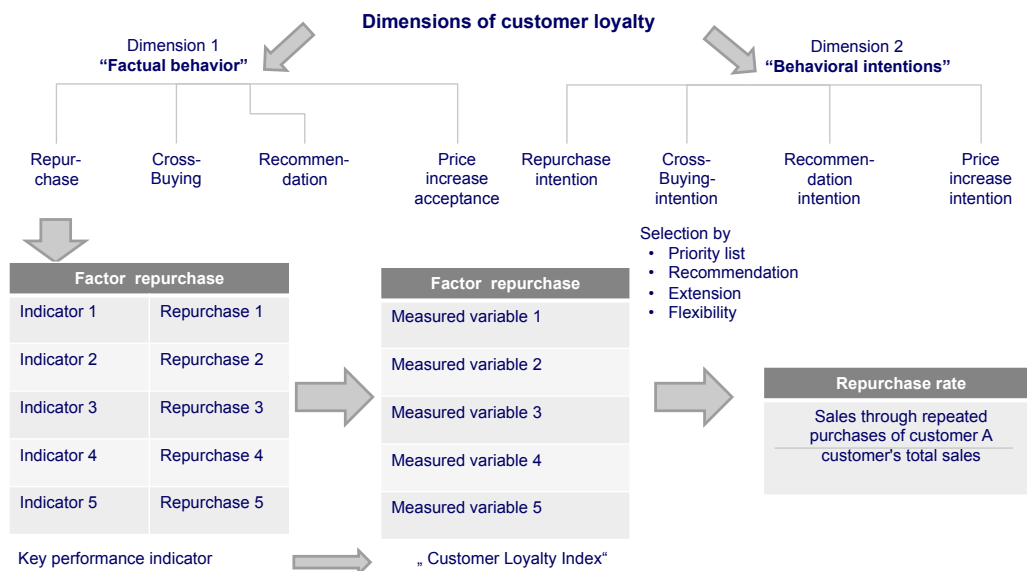 Dimensions of customer loyalty
Dimension 1
“Factual behavior”
Dimension 2
“Behavioral intentions”
Repur-
chase
Cross-
Buying
Recommen-
dation
Price
increase
acceptance
Repurchase
intention
Cross-
Buying-
intention
Recommen-
dation
intention
Price
increase
intention
Selection by
• Priority list
• Recommendation
• Extension
• Flexibility
Factor repurchase
Indicator 1 Repurchase 1
Indicator 2 Repurchase 2
Indicator 3 Repurchase 3
Indicator 4 Repurchase 4
Indicator 5 Repurchase 5
Factor repurchase
Measured variable 1
Measured variable 2
Measured variable 3
Measured variable 4
Measured variable 5
Repurchase rate
Sales through repeated
purchases of customer A
customer's total sales
Key performance indicator
„ Customer Loyalty Index“